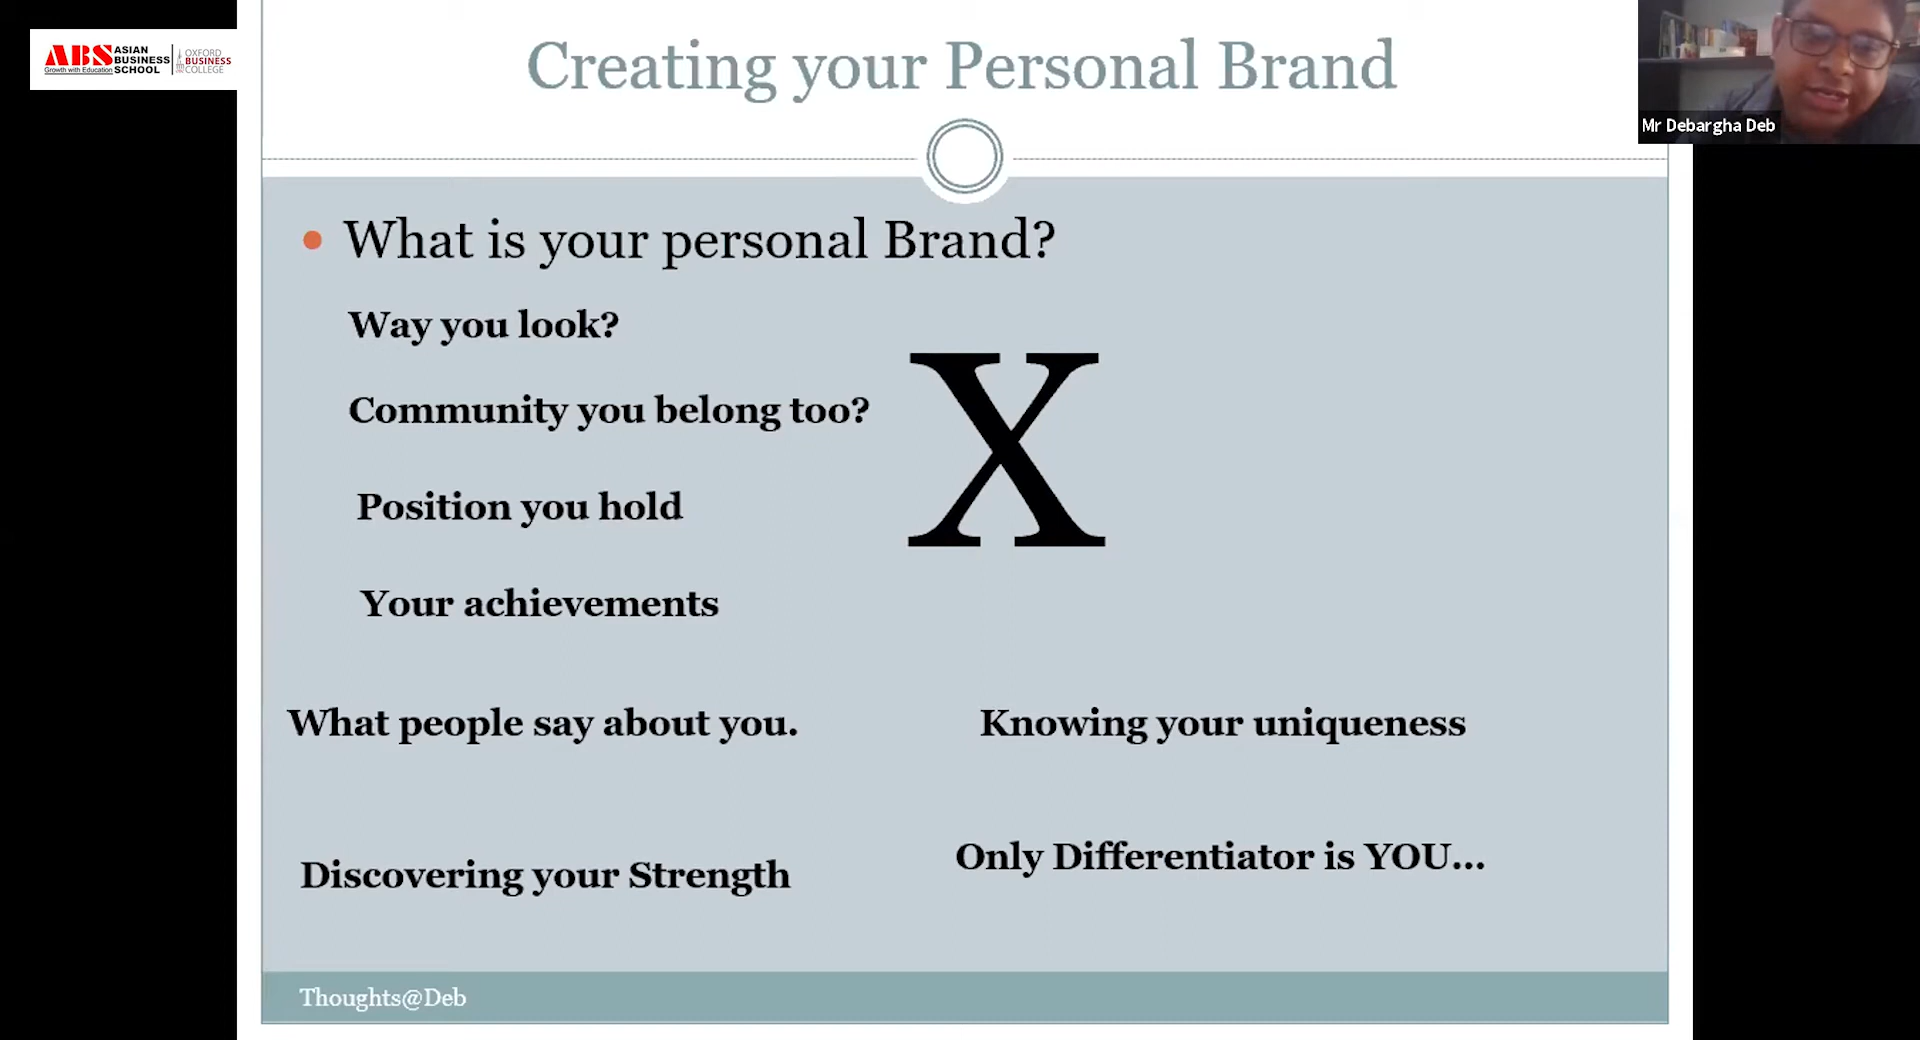 ABS ASIAN BUSINESS SCHOOL
Growth with Education
OXFORD BUSINESS COLLEGE
Creating your Personal Brand
Mr Debargha Deb
What is your personal Brand?
Way you look?
Community you belong too?
X
Position you hold
Your achievements
What people say about you.
Knowing your uniqueness
Discovering your Strength
Only Differentiator is YOU...
Thoughts@Deb